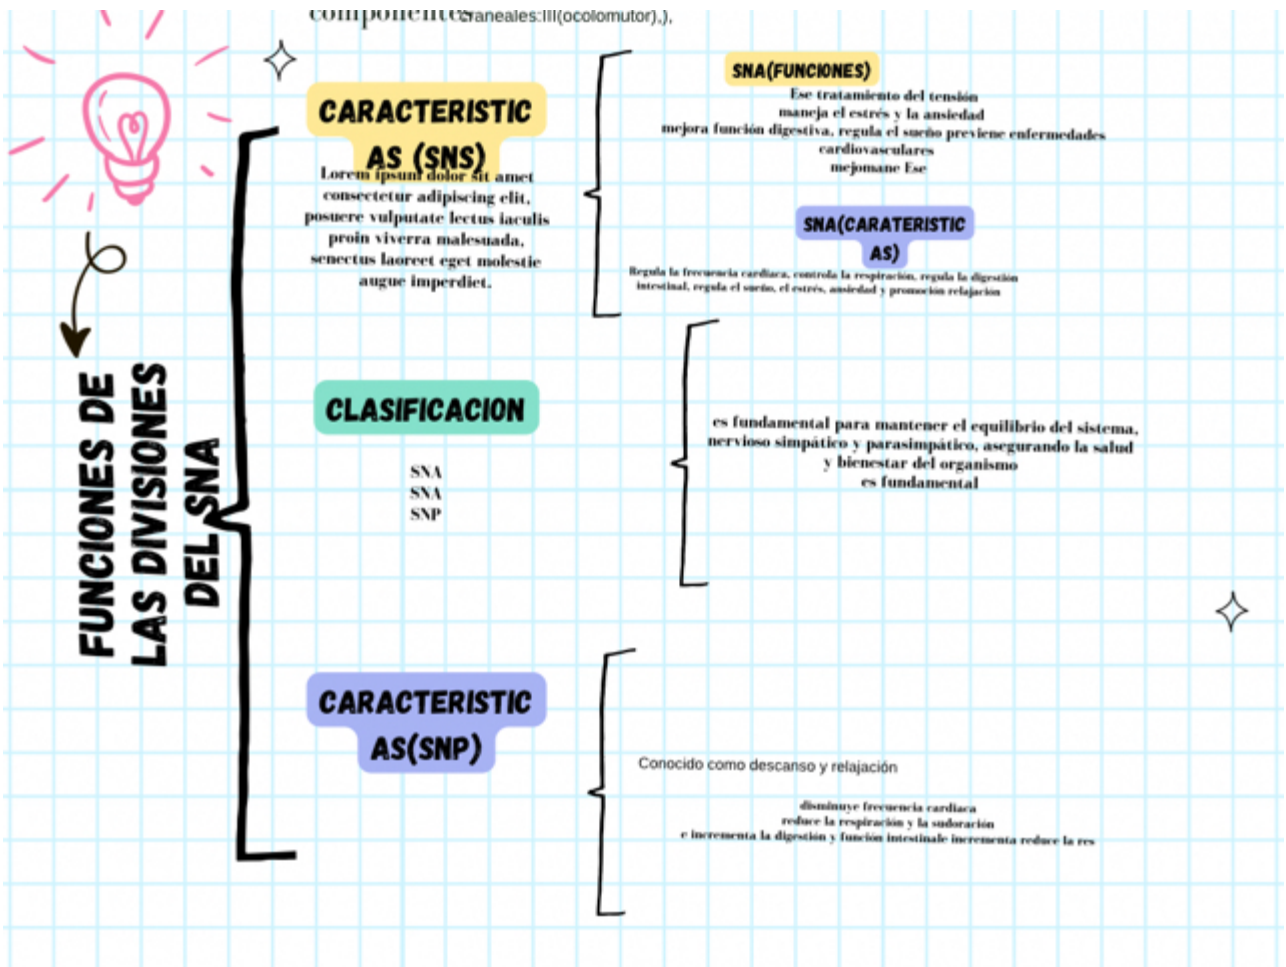 componentes
craneales:III(ocolomutor),),
FUNCIONES DE
LAS DIVISIONES
DEL SNA
CARACTERISTIC
AS (SNS)
Lorem ipsum dolor sit amet
consectetur adipiscing elit,
posuere vulputate lectus iaculis
proin viverra malesuada,
senectus laoreet eget molestie
augue imperdiet.
SNA(FUNCIONES)
Ese tratamiento del tensión
maneja el estrés y la ansiedad
mejora función digestiva, regula el sueño previene enfermedades
cardiovasculares
mejomane Ese
SNA(CARATERISTIC
AS)
Regula la frecuencia cardiaca, controla la respiración, regula la digestión
intestinal, regula el sueño, el estrés, ansiedad y promoción relajación
CLASIFICACION
SNA
SNA
SNP
es fundamental para mantener el equilibrio del sistema,
nervioso simpático y parasimpático, asegurando la salud
y bienestar del organismo
es fundamental
CARACTERISTIC
AS(SNP)
Conocido como descanso y relajación
disminuye frecuencia cardiaca
reduce la respiración y la sudoración
e incrementa la digestión y función intestinale incrementa reduce la res